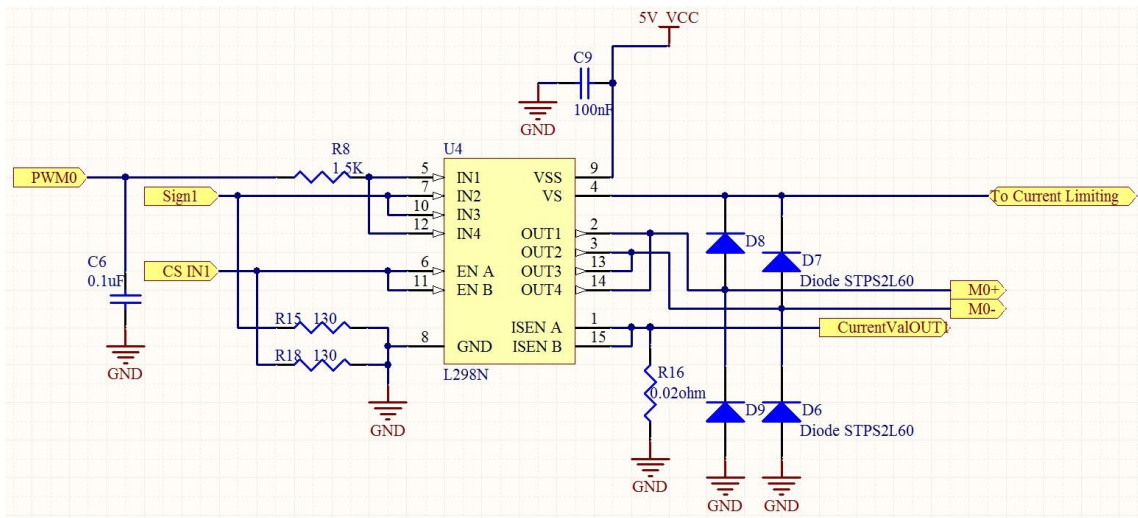 5V_VCC
C9
100nF
GND
U4
R8
1.5K
PWM0
Sign1
CS IN1
C6
0.1uF
GND
R15 130
R18 130
GND
5 IN1
7 IN2
10 IN3
12 IN4
6 EN A
11 EN B
8 GND
VSS 9
VS 4
OUT1 2
OUT2 3
OUT3 13
OUT4 14
ISEN A 1
ISEN B 15
L298N
To Current Limiting
D8
D7
Diode STPS2L60
M0+
M0-
CurrentValOUT1
R16
0.02ohm
GND
D9
D6
Diode STPS2L60
GND
GND